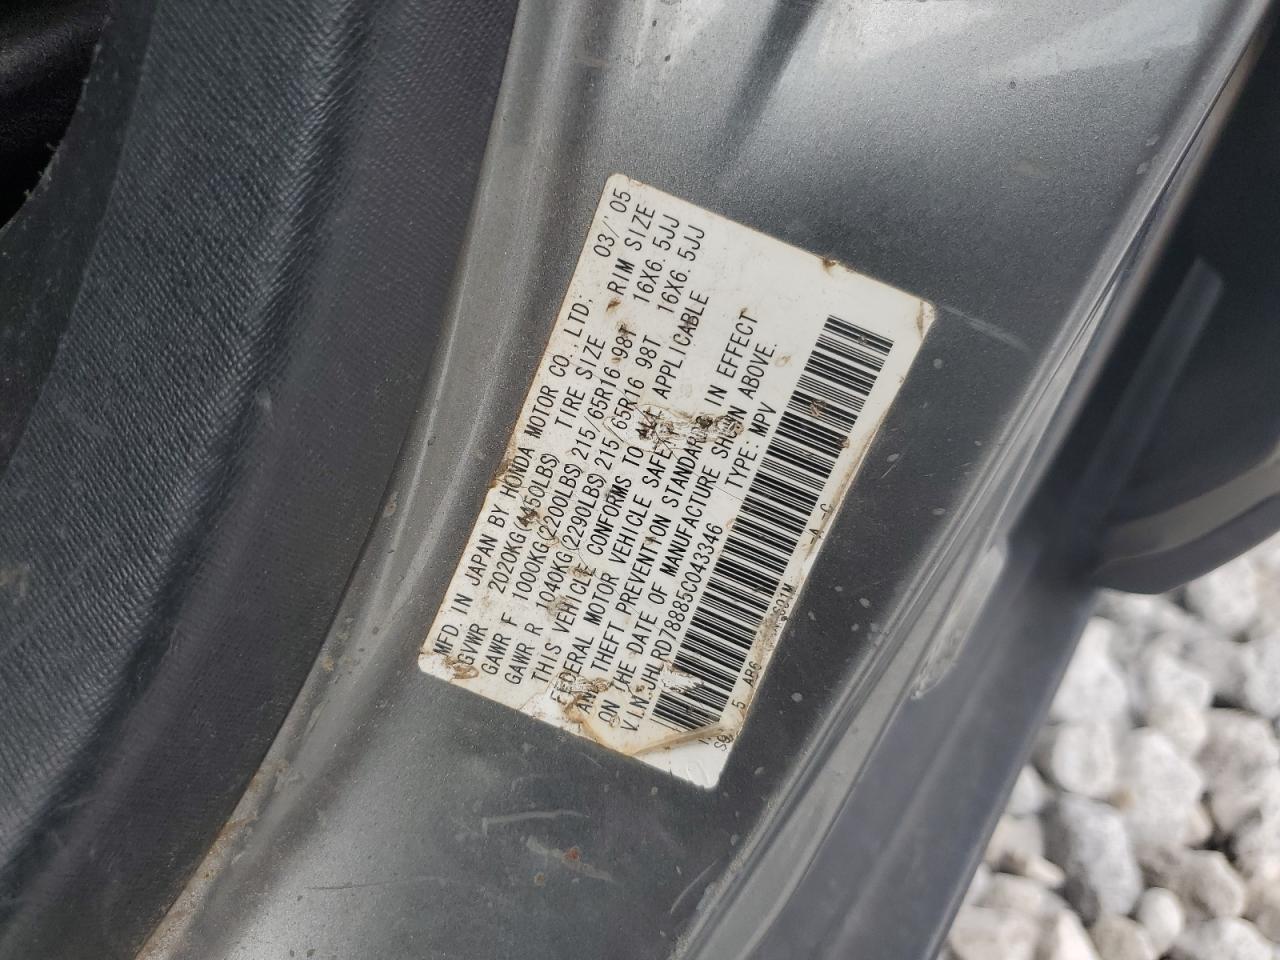 MFD. IN JAPAN BY HONDA MOTOR CO., LTD. 03/'05
GVWR 2020KG(4450LBS) TIRE SIZE RIM SIZE
GAWR F 1000KG(2200LBS) 215/65R16 98T 16X6.5JJ
GAWR R 1040KG(2290LBS) 215/65R16 98T 16X6.5JJ
THIS VEHICLE CONFORMS TO ALL APPLICABLE
FEDERAL MOTOR VEHICLE SAFETY
AND THEFT PREVENTION STANDARDS IN EFFECT
ON THE DATE OF MANUFACTURE SHOWN ABOVE.
V.I.N.:JHLRD78885C043346 TYPE: MPV
A C